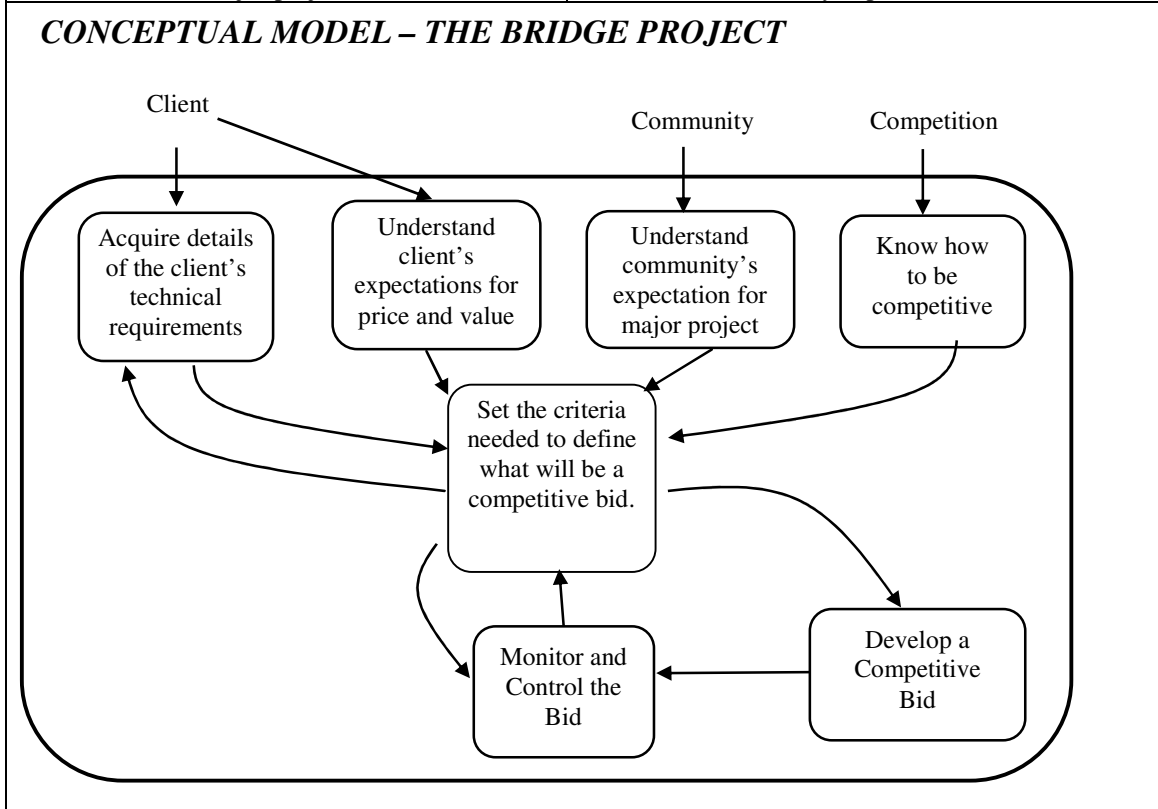 CONCEPTUAL MODEL – THE BRIDGE PROJECT
Client
Community
Competition
Acquire details
of the client's
technical
requirements
Understand
client's
expectations for
price and value
Understand
community's
expectation for
major project
Know how
to be
competitive
Set the criteria
needed to define
what will be a
competitive bid.
Monitor and
Control the
Bid
Develop a
Competitive
Bid